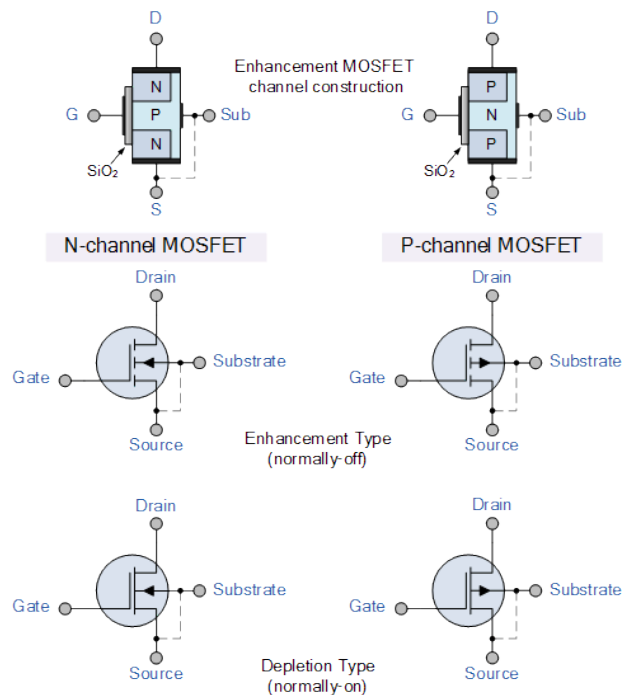 D
D
Enhancement MOSFET
channel construction
N
P
G
P
Sub
G
N
Sub
N
P
SiO₂
SiO₂
S
S
N-channel MOSFET
P-channel MOSFET
Drain
Drain
Substrate
Substrate
Gate
Gate
Source
Source
Enhancement Type
(normally-off)
Drain
Drain
Substrate
Substrate
Gate
Gate
Source
Source
Depletion Type
(normally-on)